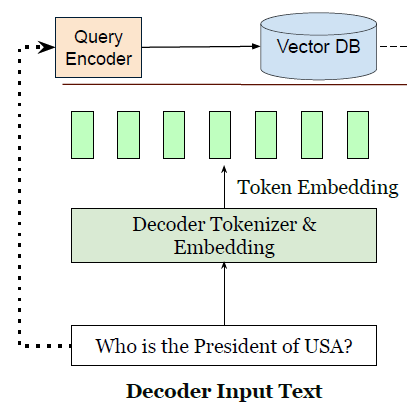 Query
Encoder
Vector DB
Token Embedding
Decoder Tokenizer &
Embedding
Who is the President of USA?
Decoder Input Text